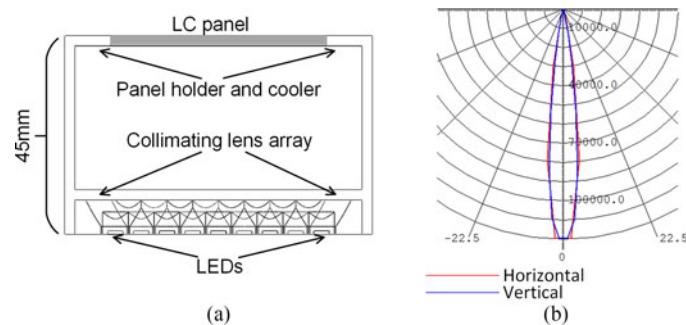 LC panel
Panel holder and cooler
45mm
Collimating lens array
LEDs
(a)
10000.0
40000.0
70000.0
100000.0
-22.5
22.5
0
Horizontal
Vertical
(b)